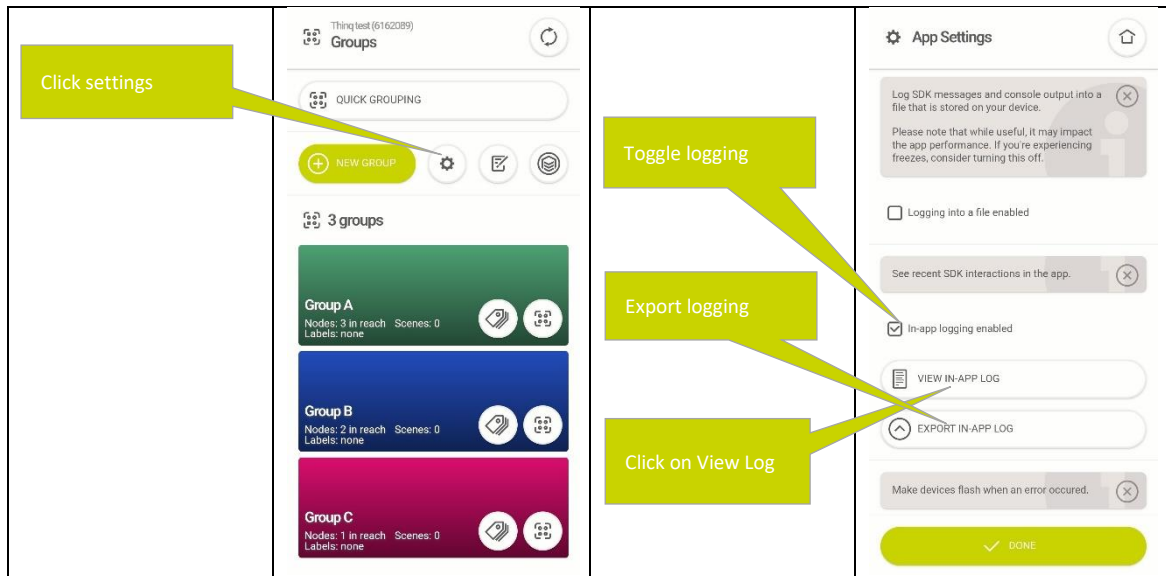 Click settings
Thinq test (6162089)
Groups
QUICK GROUPING
NEW GROUP
3 groups
Group A
Nodes: 3 in reach Scenes: 0
Labels: none
Group B
Nodes: 2 in reach Scenes: 0
Labels: none
Group C
Nodes: 1 in reach Scenes: 0
Labels: none
Toggle logging
Export logging
Click on View Log
App Settings
Log SDK messages and console output into a
file that is stored on your device.
Please note that while useful, it may impact
the app performance. If you're experiencing
freezes, consider turning this off.
Logging into a file enabled
See recent SDK interactions in the app.
In-app logging enabled
VIEW IN-APP LOG
EXPORT IN-APP LOG
Make devices flash when an error occured.
DONE